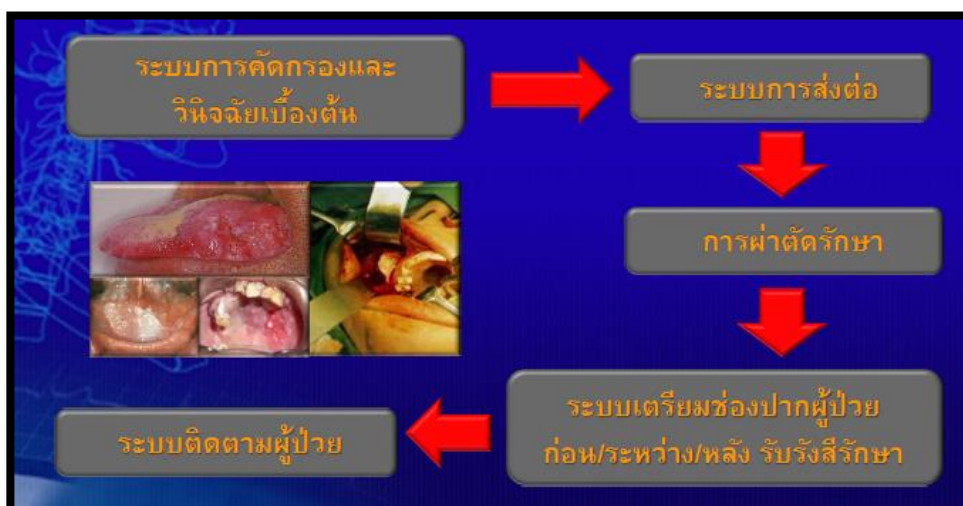 ระบบการคัดกรองและ
วินิจฉัยเบื้องต้น
ระบบการส่งต่อ
การผ่าตัดรักษา
ระบบเตรียมช่องปากผู้ป่วย
ก่อน/ระหว่าง/หลัง รับรังสีรักษา
ระบบติดตามผู้ป่วย